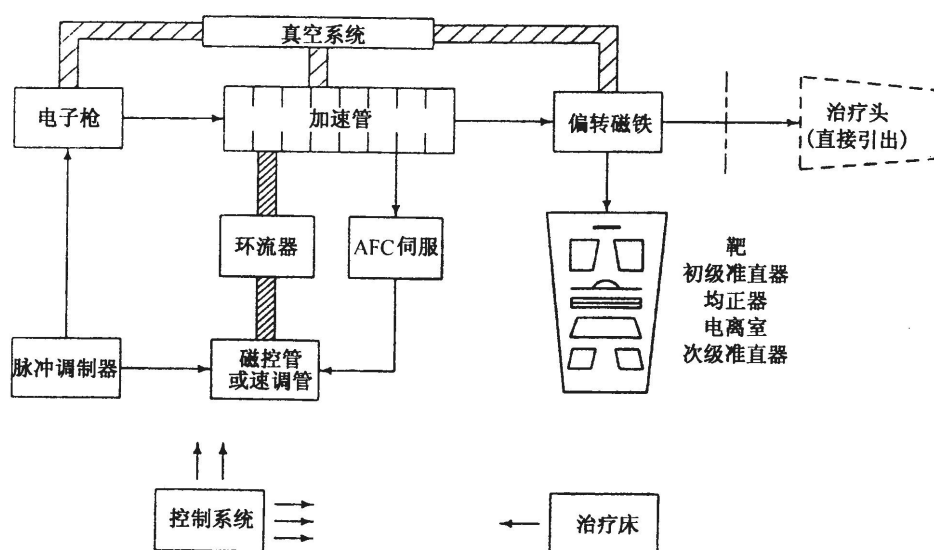 真空系统
电子枪
加速管
偏转磁铁
治疗头
(直接引出)
环流器
AFC伺服
靶
初级准直器
均正器
电离室
次级准直器
脉冲调制器
磁控管
或速调管
控制系统
治疗床